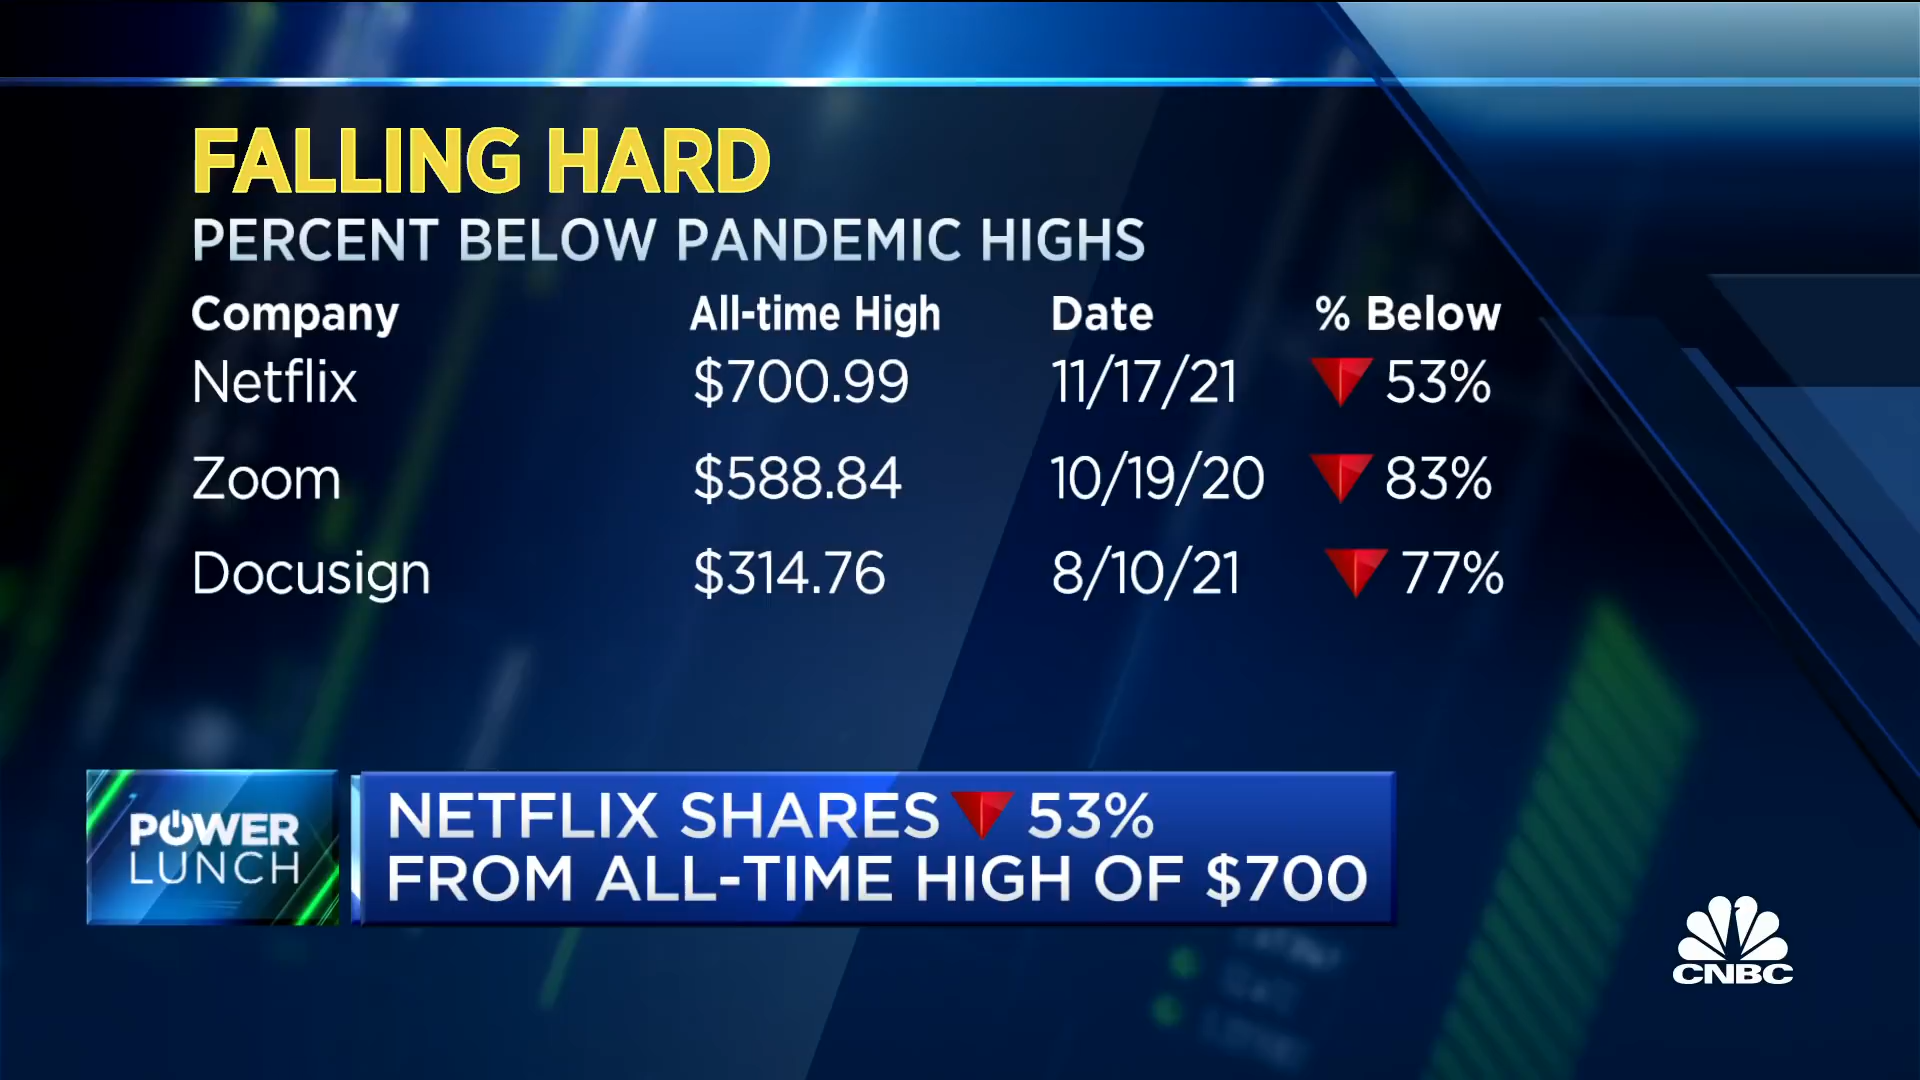 FALLING HARD
PERCENT BELOW PANDEMIC HIGHS
Company All-time High Date % Below
Netflix $700.99 11/17/21 53%
Zoom $588.84 10/19/20 83%
Docusign $314.76 8/10/21 77%
POWER
LUNCH
NETFLIX SHARES 53%
FROM ALL-TIME HIGH OF $700
CNBC